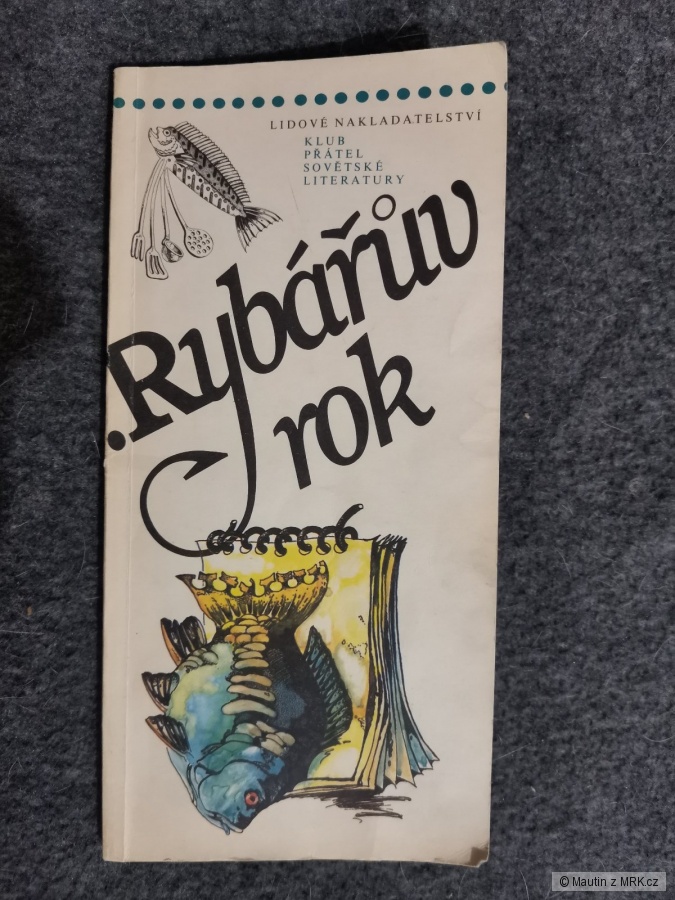 LIDOVÉ NAKLADATELSTVÍ
KLUB
PŘÁTEL
SOVĚTSKÉ
LITERATURY
Rybářův
rok
© Mautin z MRK.cz